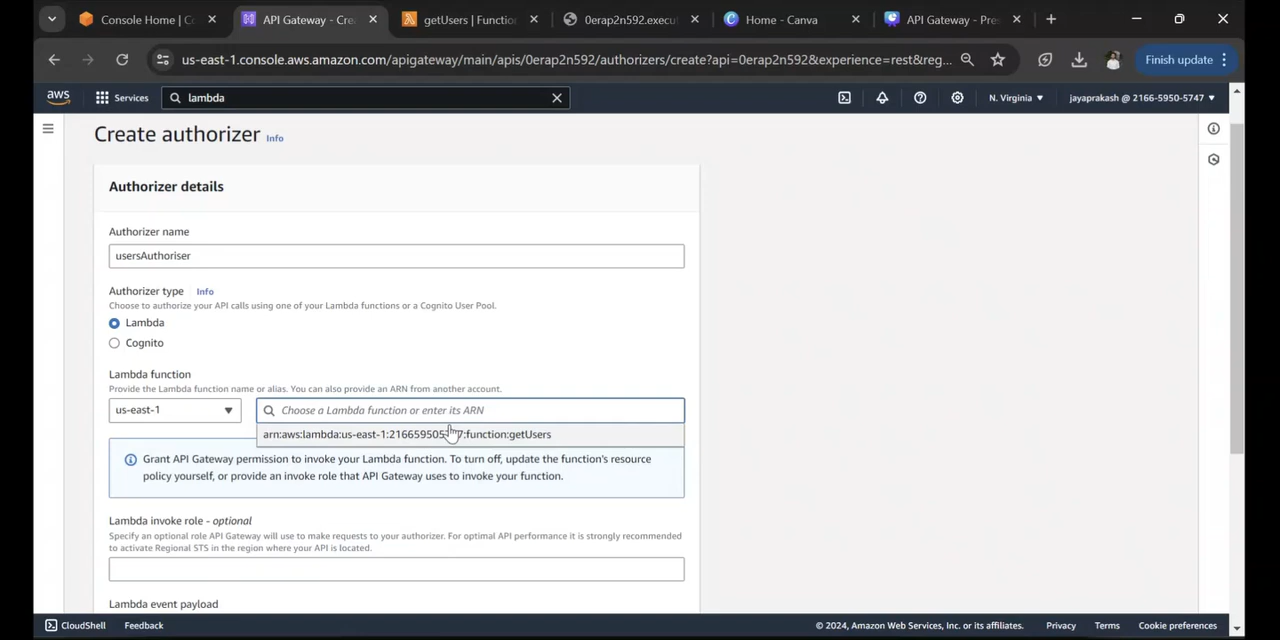 Console Home | Co
API Gateway - Cre
getUsers | Function
0erap2n592.execut
Home - Canva
API Gateway - Pres
us-east-1.console.aws.amazon.com/apigateway/main/apis/0erap2n592/authorizers/create?api=0erap2n592&experience=rest&reg...
Finish update
aws
Services
lambda
N. Virginia
jayaprakash @ 2166-5950-5747
Create authorizer Info
Authorizer details
Authorizer name
usersAuthoriser
Authorizer type Info
Choose to authorize your API calls using one of your Lambda functions or a Cognito User Pool.
Lambda
Cognito
Lambda function
Provide the Lambda function name or alias. You can also provide an ARN from another account.
us-east-1
Choose a Lambda function or enter its ARN
Grant API Gateway permission to invoke your Lambda function. To turn off, update the function's resource
policy yourself, or provide an invoke role that API Gateway uses to invoke your function.
Lambda invoke role - optional
Specify an optional role API Gateway will use to make requests to your authorizer. For optimal API performance it is strongly recommended
to activate Regional STS in the region where your API is located.
Lambda event payload
CloudShell
Feedback
© 2024, Amazon Web Services, Inc. or its affiliates.
Privacy
Terms
Cookie preferences